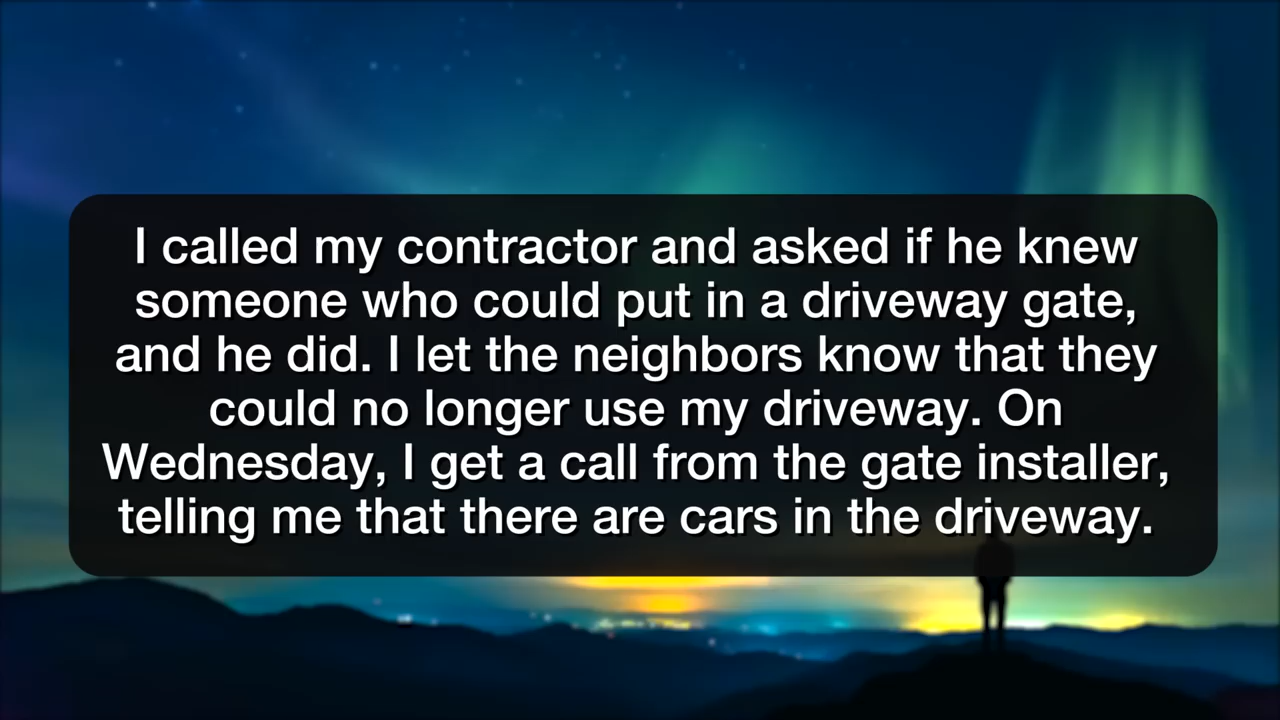 I called my contractor and asked if he knew
someone who could put in a driveway gate,
and he did. I let the neighbors know that they
could no longer use my driveway. On
Wednesday, I get a call from the gate installer,
telling me that there are cars in the driveway.